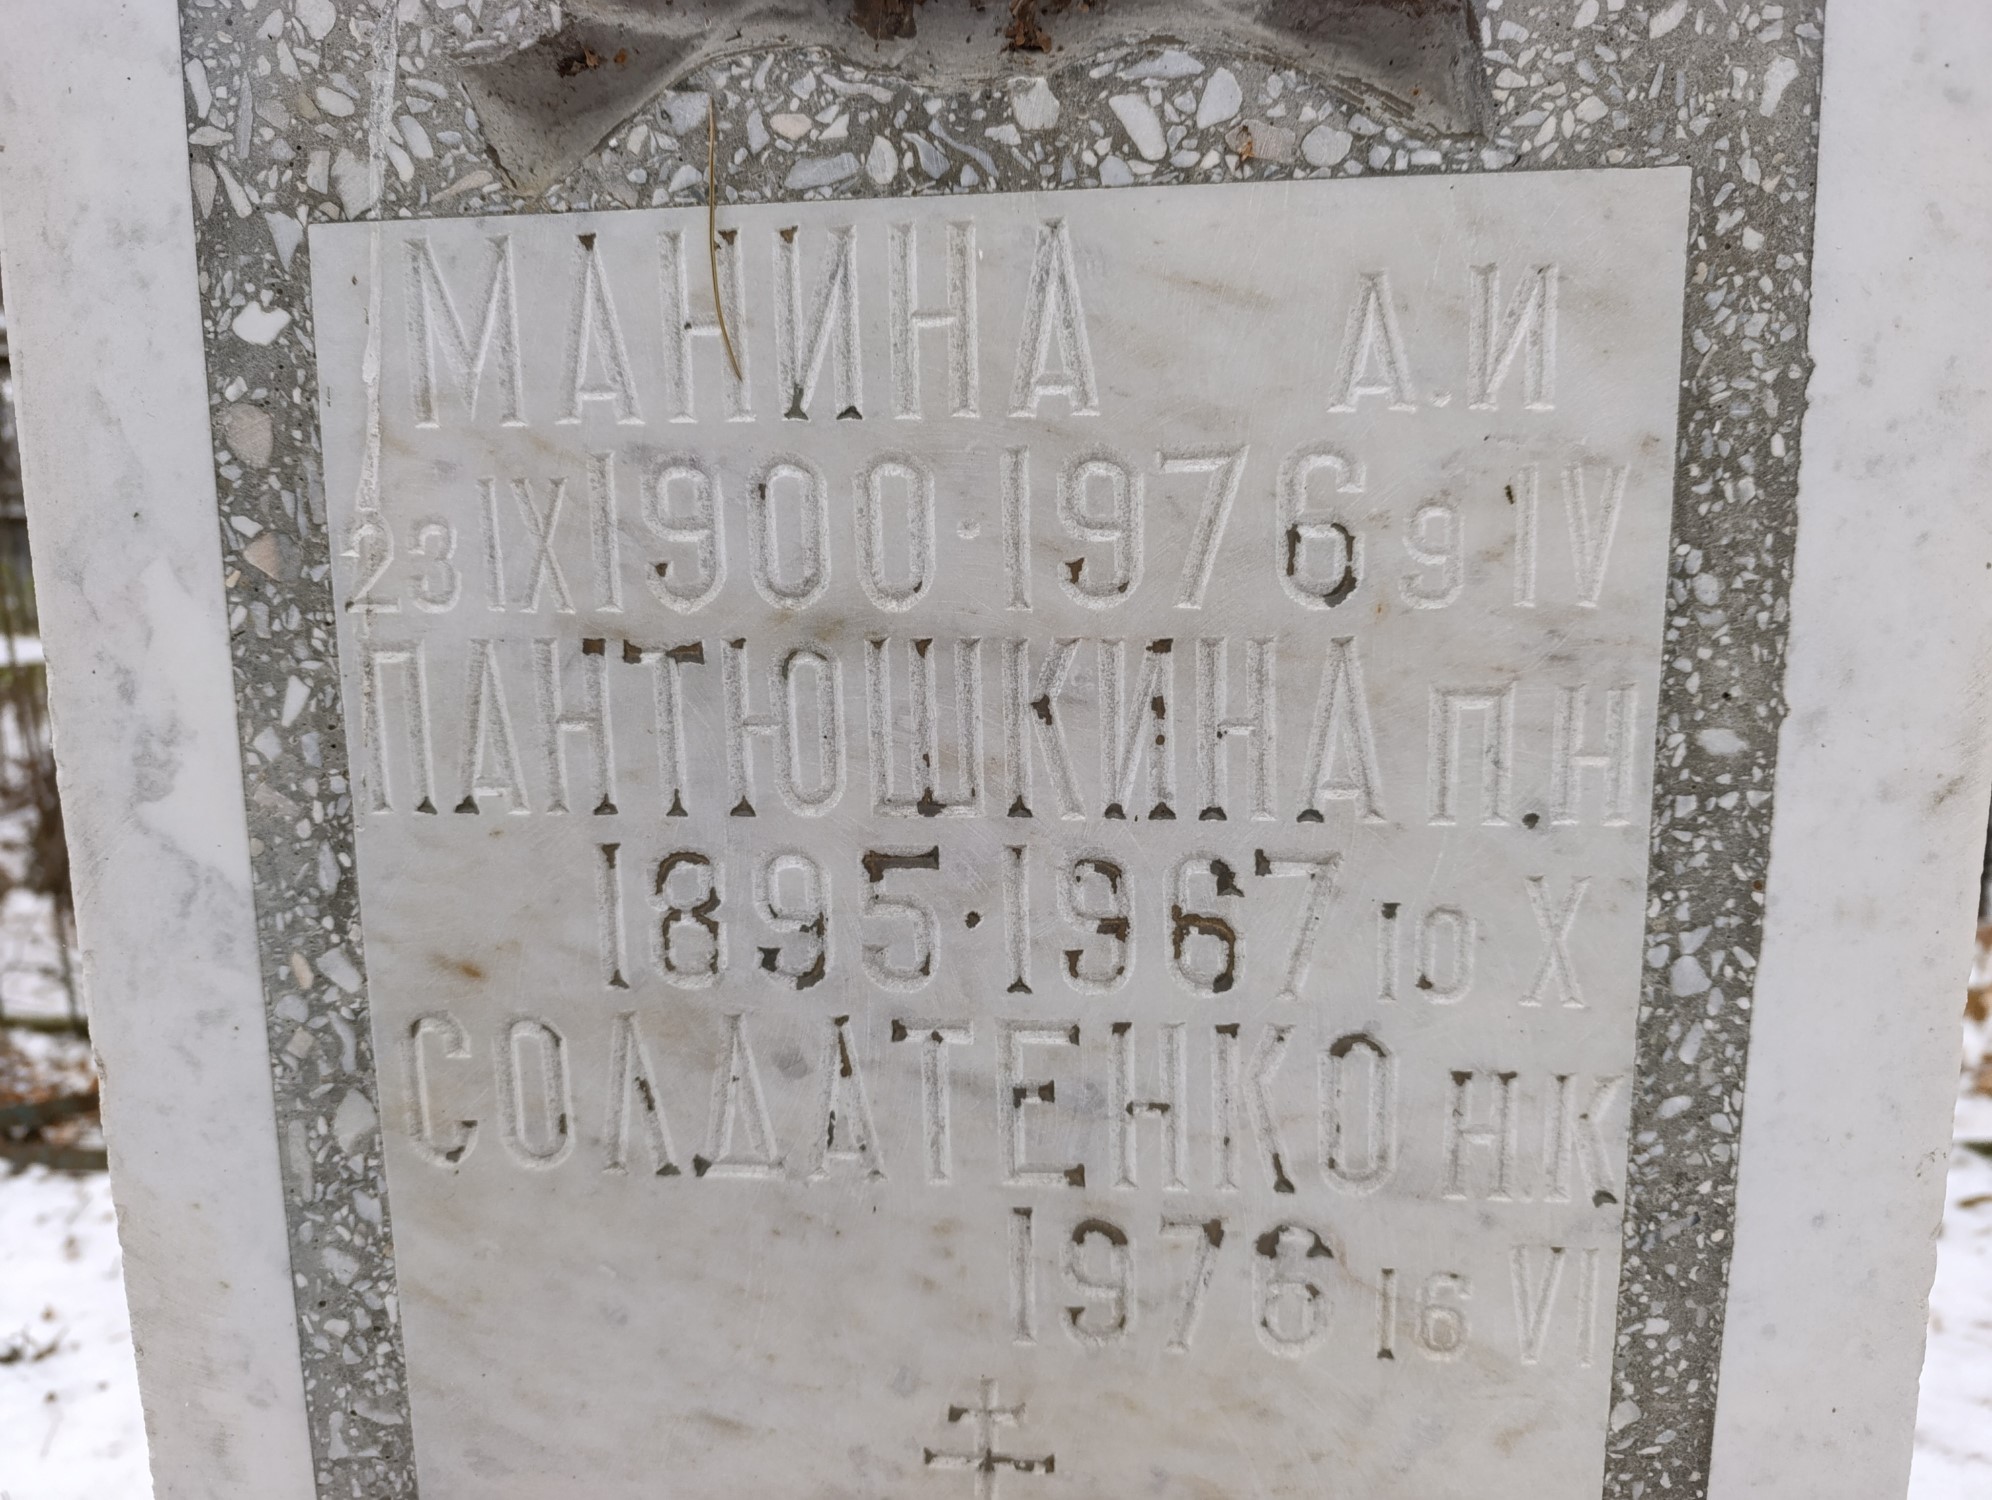 МАНИНА А.И
23 IX 1900·1976 9 IV
ПАНТЮШКИНА П.Н
1895·1967 10 X
СОЛДАТЕНКО Н.К
1976 16 VI